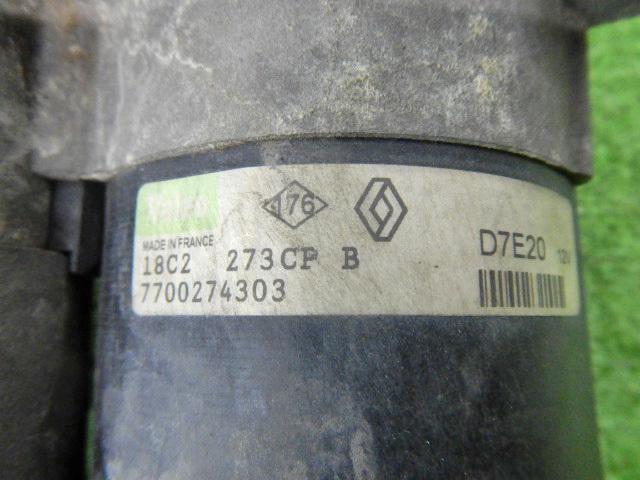 Valeo
176
MADE IN FRANCE
D7E20 12V
18C2 273CP B
7700274303